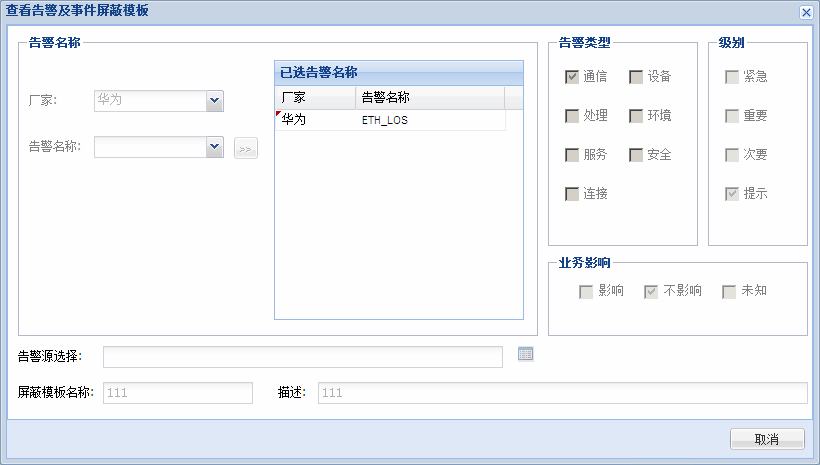 查看告警及事件屏蔽模板
告警名称
厂家:
华为
告警名称:
>>
已选告警名称
厂家 告警名称
华为 ETH_LOS
告警类型
通信 设备
处理 环境
服务 安全
连接
级别
紧急
重要
次要
提示
业务影响
影响 不影响 未知
告警源选择:
屏蔽模板名称: 111 描述: 111
取消